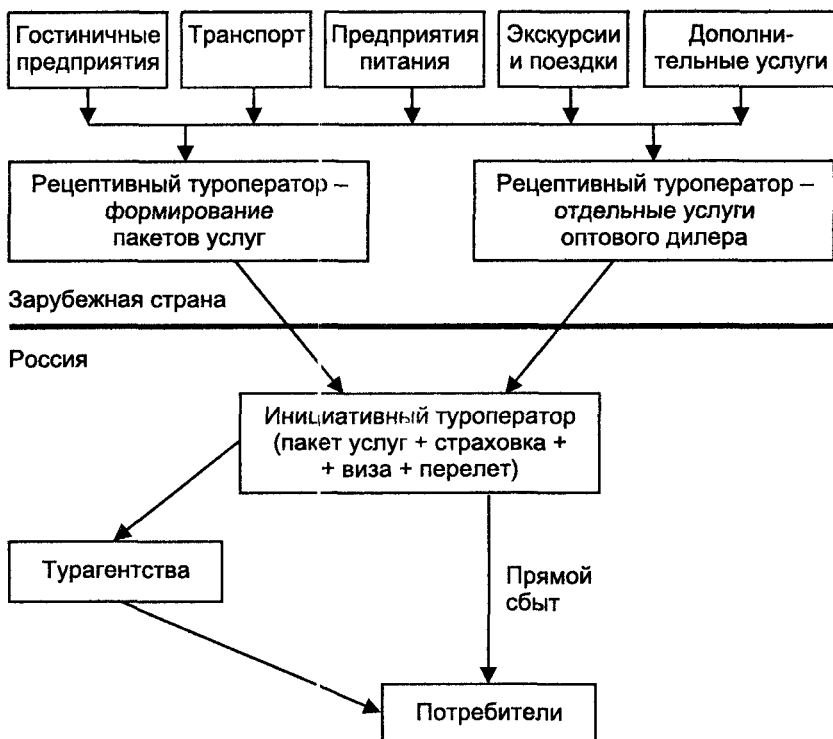 Гостиничные
предприятия
Транспорт
Предприятия
питания
Экскурсии
и поездки
Дополни-
тельные услуги
Рецептивный туроператор –
формирование
пакетов услуг
Рецептивный туроператор –
отдельные услуги
оптового дилера
Зарубежная страна
Россия
Инициативный туроператор
(пакет услуг + страховка +
+ виза + перелет)
Турагентства
Прямой
сбыт
Потребители